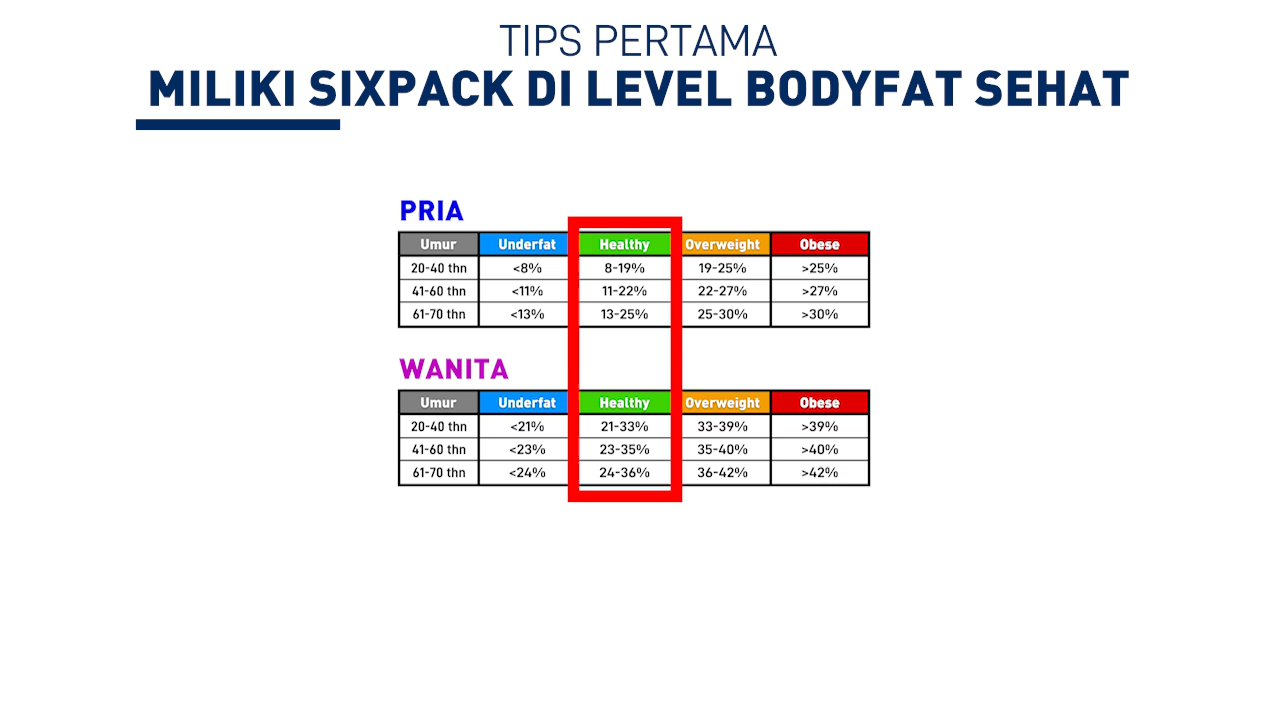 TIPS PERTAMA
MILIKI SIXPACK DI LEVEL BODYFAT SEHAT
PRIA
Umur Underfat Healthy Overweight Obese
20-40 thn <8% 8-19% 19-25% >25%
41-60 thn <11% 11-22% 22-27% >27%
61-70 thn <13% 13-25% 25-30% >30%
WANITA
Umur Underfat Healthy Overweight Obese
20-40 thn <21% 21-33% 33-39% >39%
41-60 thn <23% 23-35% 35-40% >40%
61-70 thn <24% 24-36% 36-42% >42%